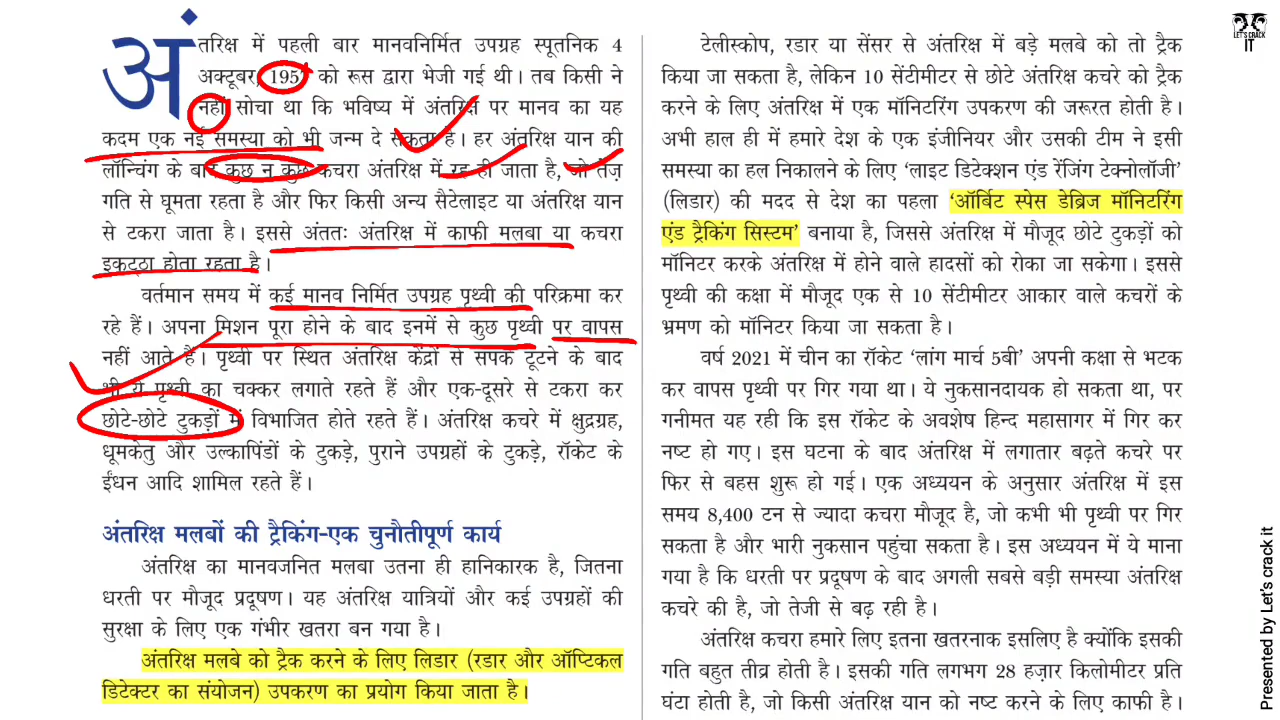 अंतरिक्ष में पहली बार मानवनिर्मित उपग्रह स्पूतनिक 4
अक्टूबर, 1957 को रूस द्वारा भेजी गई थी। तब किसी ने
नहीं सोचा था कि भविष्य में अंतरिक्ष पर मानव का यह
कदम एक नई समस्या को भी जन्म दे सकता है। हर अंतरिक्ष यान की
लॉन्चिंग के बाद कुछ न कुछ कचरा अंतरिक्ष में रह ही जाता है, जो तेज़
गति से घूमता रहता है और फिर किसी अन्य सैटेलाइट या अंतरिक्ष यान
से टकरा जाता है। इससे अंततः अंतरिक्ष में काफी मलबा या कचरा
इकट्ठा होता रहता है।
वर्तमान समय में कई मानव निर्मित उपग्रह पृथ्वी की परिक्रमा कर
रहे हैं। अपना मिशन पूरा होने के बाद इनमें से कुछ पृथ्वी पर वापस
नहीं आते हैं। पृथ्वी पर स्थित अंतरिक्ष केंद्रों से संपर्क टूटने के बाद
भी ये पृथ्वी का चक्कर लगाते रहते हैं और एक-दूसरे से टकरा कर
छोटे-छोटे टुकड़ों में विभाजित होते रहते हैं। अंतरिक्ष कचरे में क्षुद्रग्रह,
धूमकेतु और उल्कापिंडों के टुकड़े, पुराने उपग्रहों के टुकड़े, रॉकेट के
ईंधन आदि शामिल रहते हैं।
अंतरिक्ष मलबों की ट्रैकिंग-एक चुनौतीपूर्ण कार्य
अंतरिक्ष का मानवजनित मलबा उतना ही हानिकारक है, जितना
धरती पर मौजूद प्रदूषण। यह अंतरिक्ष यात्रियों और कई उपग्रहों की
सुरक्षा के लिए एक गंभीर खतरा बन गया है।
अंतरिक्ष मलबे को ट्रैक करने के लिए लिडार (रडार और ऑप्टिकल
डिटेक्टर का संयोजन) उपकरण का प्रयोग किया जाता है।
टेलीस्कोप, रडार या सेंसर से अंतरिक्ष में बड़े मलबे को तो ट्रैक
किया जा सकता है, लेकिन 10 सेंटीमीटर से छोटे अंतरिक्ष कचरे को ट्रैक
करने के लिए अंतरिक्ष में एक मॉनिटरिंग उपकरण की जरूरत होती है।
अभी हाल ही में हमारे देश के एक इंजीनियर और उसकी टीम ने इसी
समस्या का हल निकालने के लिए ‘लाइट डिटेक्शन एंड रेंजिंग टेक्नोलॉजी’
(लिडार) की मदद से देश का पहला ‘ऑर्बिट स्पेस डेब्रिज मॉनिटरिंग
एंड ट्रैकिंग सिस्टम’ बनाया है, जिससे अंतरिक्ष में मौजूद छोटे टुकड़ों को
मॉनिटर करके अंतरिक्ष में होने वाले हादसों को रोका जा सकेगा। इससे
पृथ्वी की कक्षा में मौजूद एक से 10 सेंटीमीटर आकार वाले कचरों के
भ्रमण को मॉनिटर किया जा सकता है।
वर्ष 2021 में चीन का रॉकेट ‘लांग मार्च 5बी’ अपनी कक्षा से भटक
कर वापस पृथ्वी पर गिर गया था। ये नुकसानदायक हो सकता था, पर
गनीमत यह रही कि इस रॉकेट के अवशेष हिन्द महासागर में गिर कर
नष्ट हो गए। इस घटना के बाद अंतरिक्ष में लगातार बढ़ते कचरे पर
फिर से बहस शुरू हो गई। एक अध्ययन के अनुसार अंतरिक्ष में इस
समय 8,400 टन से ज्यादा कचरा मौजूद है, जो कभी भी पृथ्वी पर गिर
सकता है और भारी नुकसान पहुंचा सकता है। इस अध्ययन में ये माना
गया है कि धरती पर प्रदूषण के बाद अगली सबसे बड़ी समस्या अंतरिक्ष
कचरे की है, जो तेजी से बढ़ रही है।
अंतरिक्ष कचरा हमारे लिए इतना खतरनाक इसलिए है क्योंकि इसकी
गति बहुत तीव्र होती है। इसकी गति लगभग 28 हज़ार किलोमीटर प्रति
घंटा होती है, जो किसी अंतरिक्ष यान को नष्ट करने के लिए काफी है।
LET'S CRACK
IT
Presented by Let's crack it